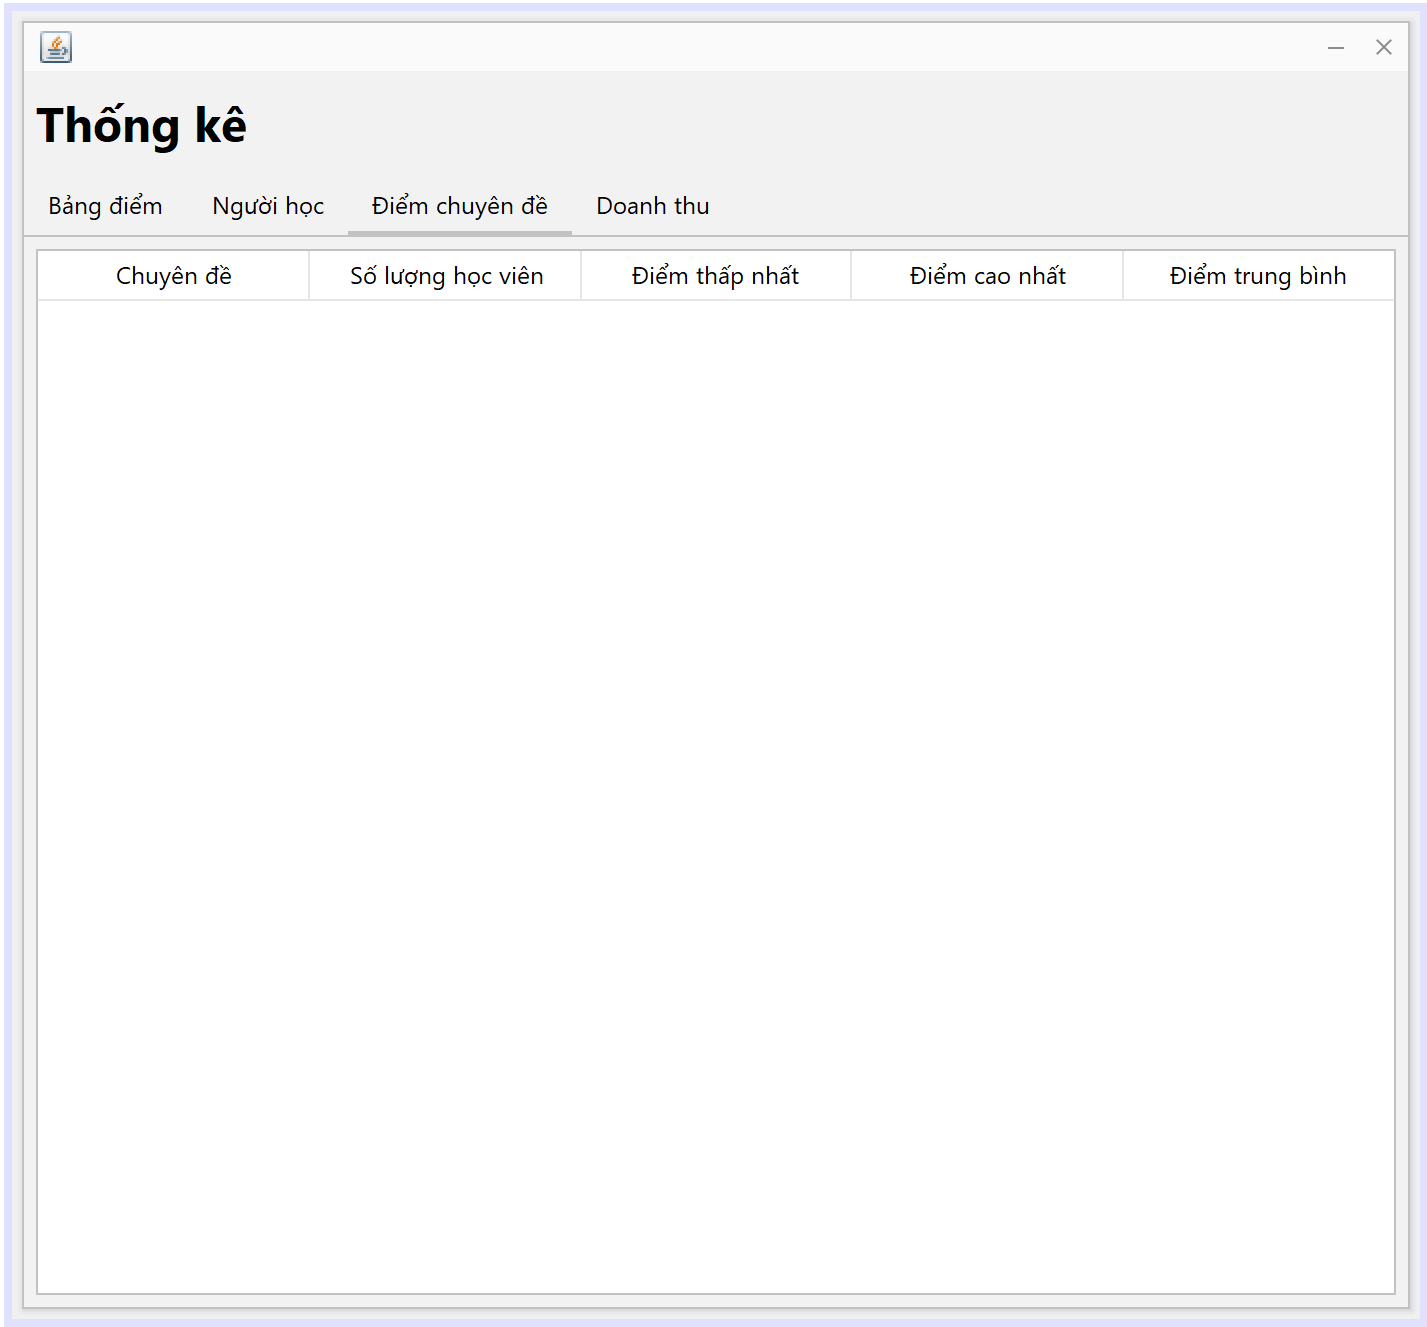 Thống kê
Bảng điểm Người học Điểm chuyên đề Doanh thu
Chuyên đề Số lượng học viên Điểm thấp nhất Điểm cao nhất Điểm trung bình